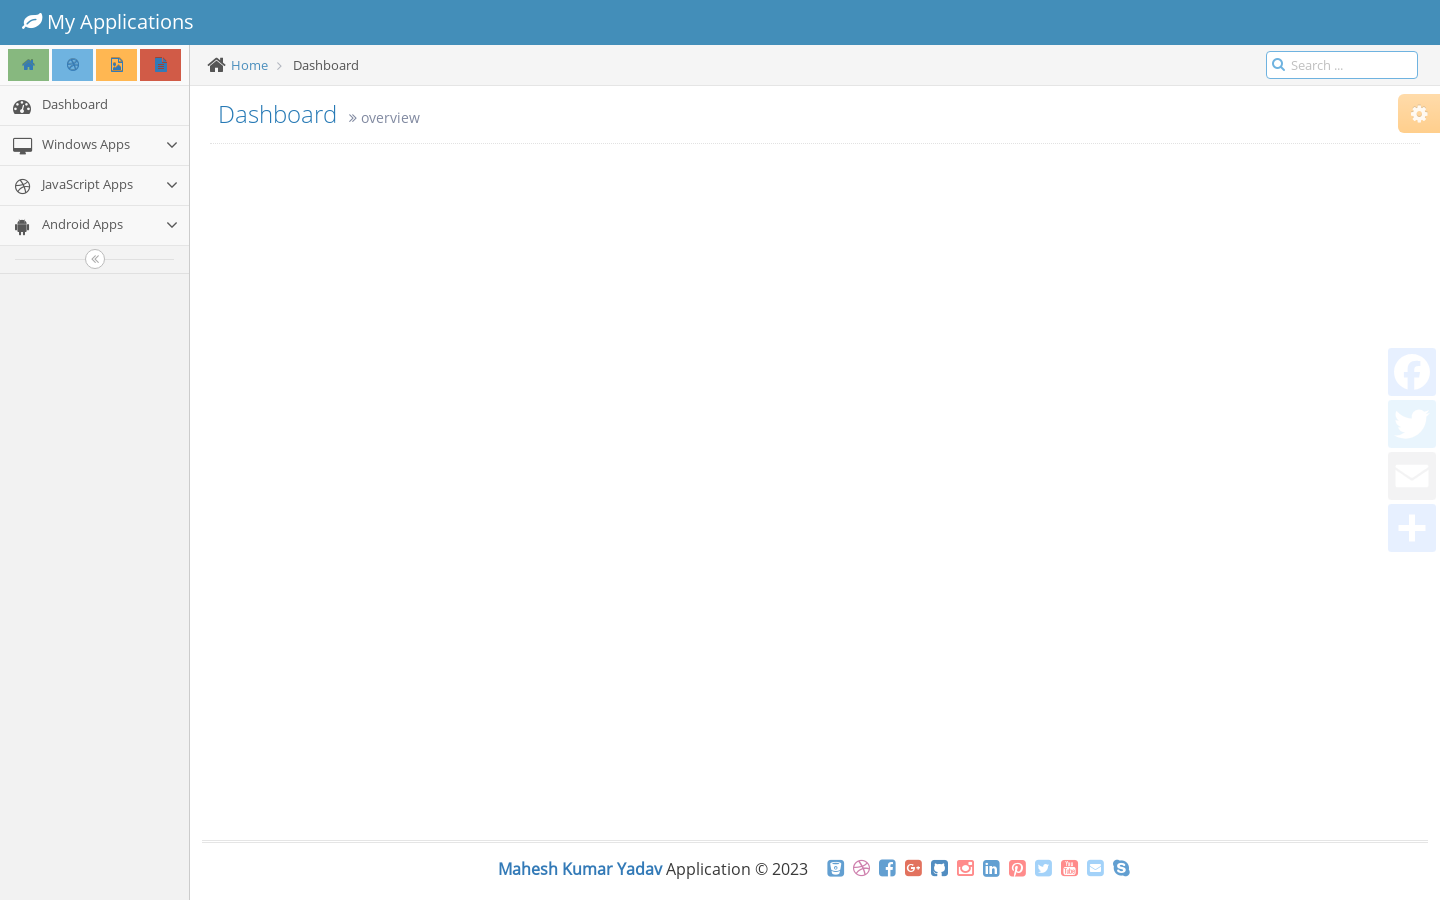 My Applications
Home
Dashboard
Search ...
Dashboard
Windows Apps
JavaScript Apps
Android Apps
Dashboard overview
Mahesh Kumar Yadav Application © 2023